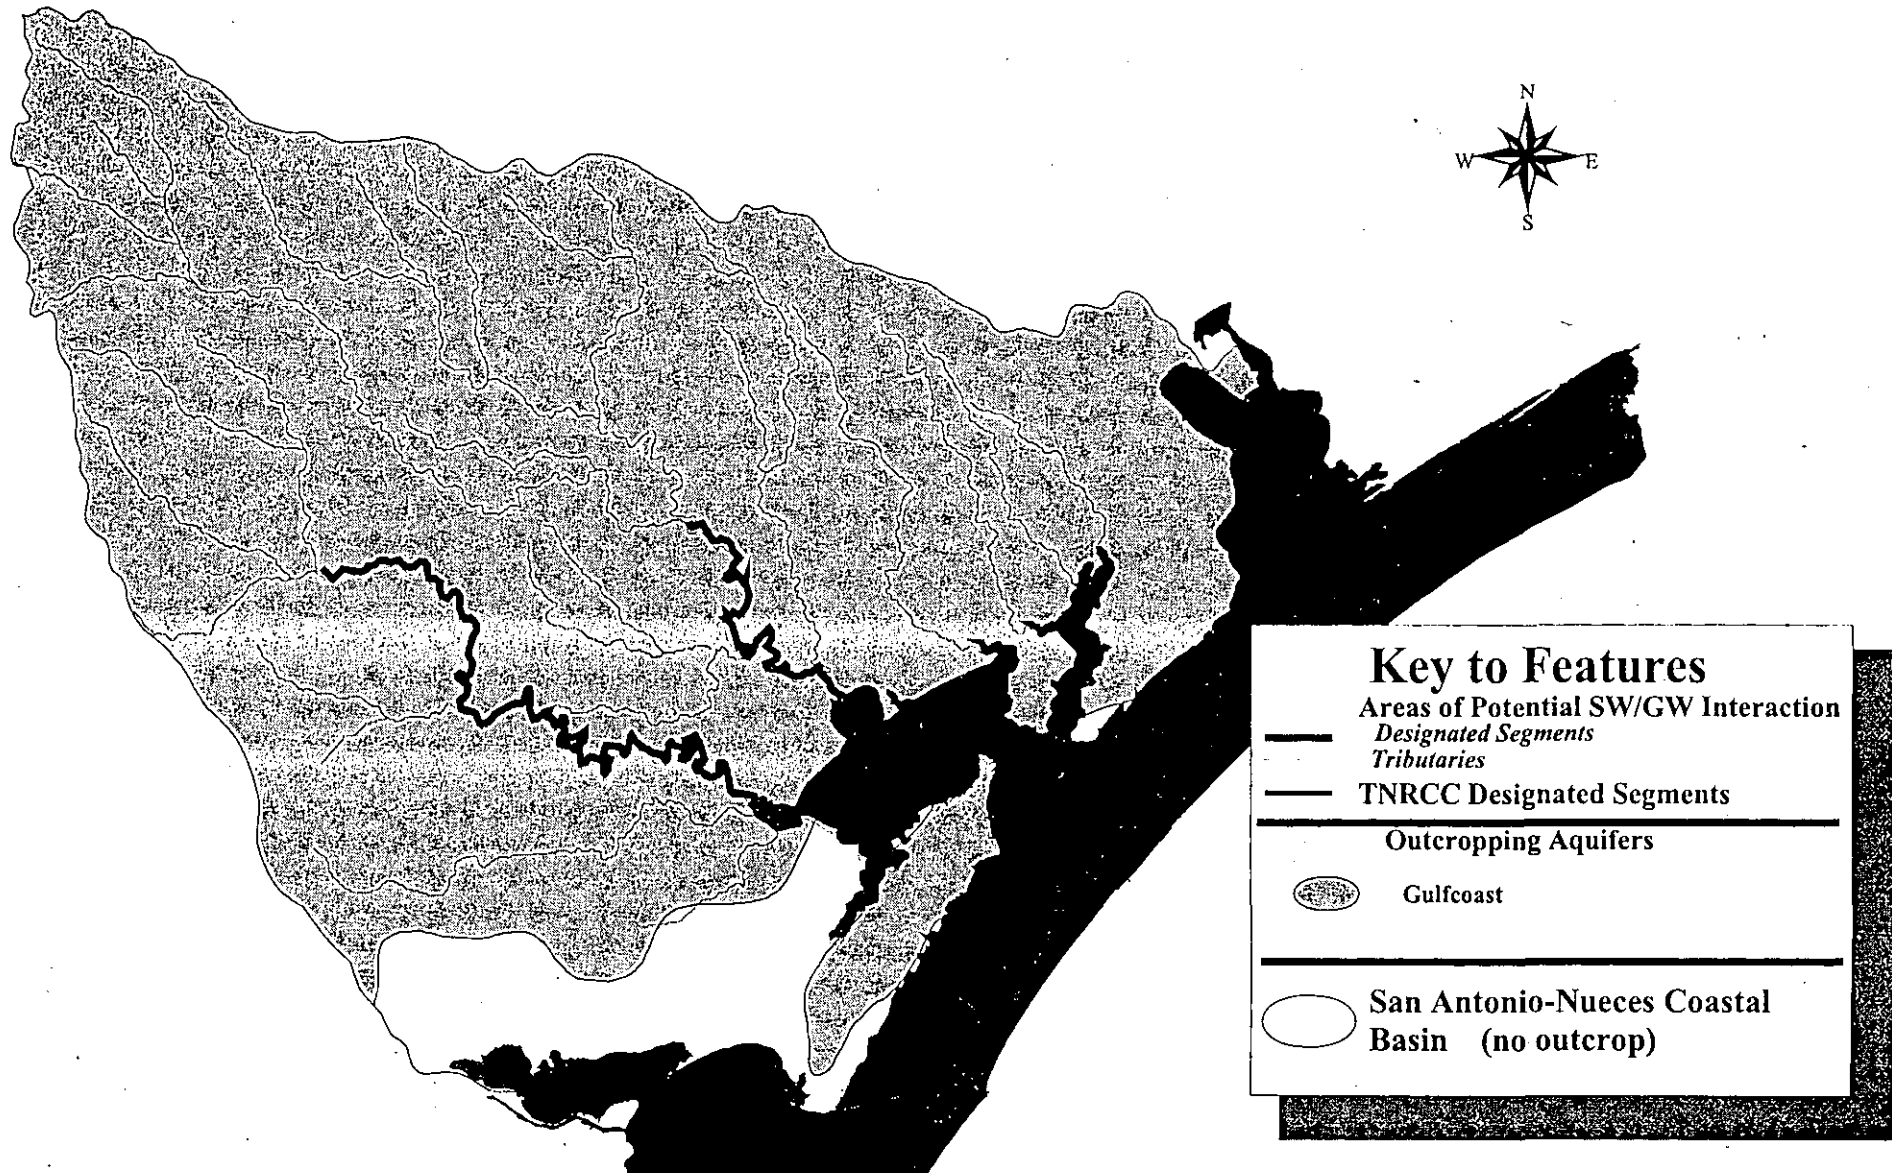 N
W E
S
Key to Features
Areas of Potential SW/GW Interaction
Designated Segments
Tributaries
TNRCC Designated Segments
Outcropping Aquifers
Gulfcoast
San Antonio-Nueces Coastal
Basin (no outcrop)